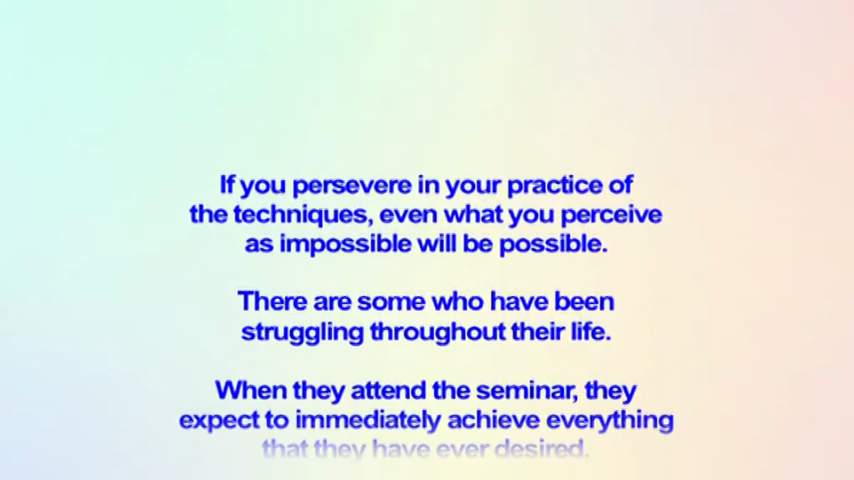 If you persevere in your practice of
the techniques, even what you perceive
as impossible will be possible.
There are some who have been
struggling throughout their life.
When they attend the seminar, they
expect to immediately achieve everything
that they have ever desired.